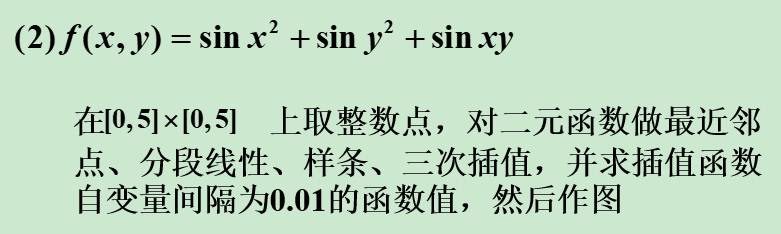 (2) f(x, y) = sin x² + sin y² + sin xy
在[0,5]×[0,5] 上取整数点，对二元函数做最近邻
点、分段线性、样条、三次插值，并求插值函数
自变量间隔为0.01的函数值，然后作图